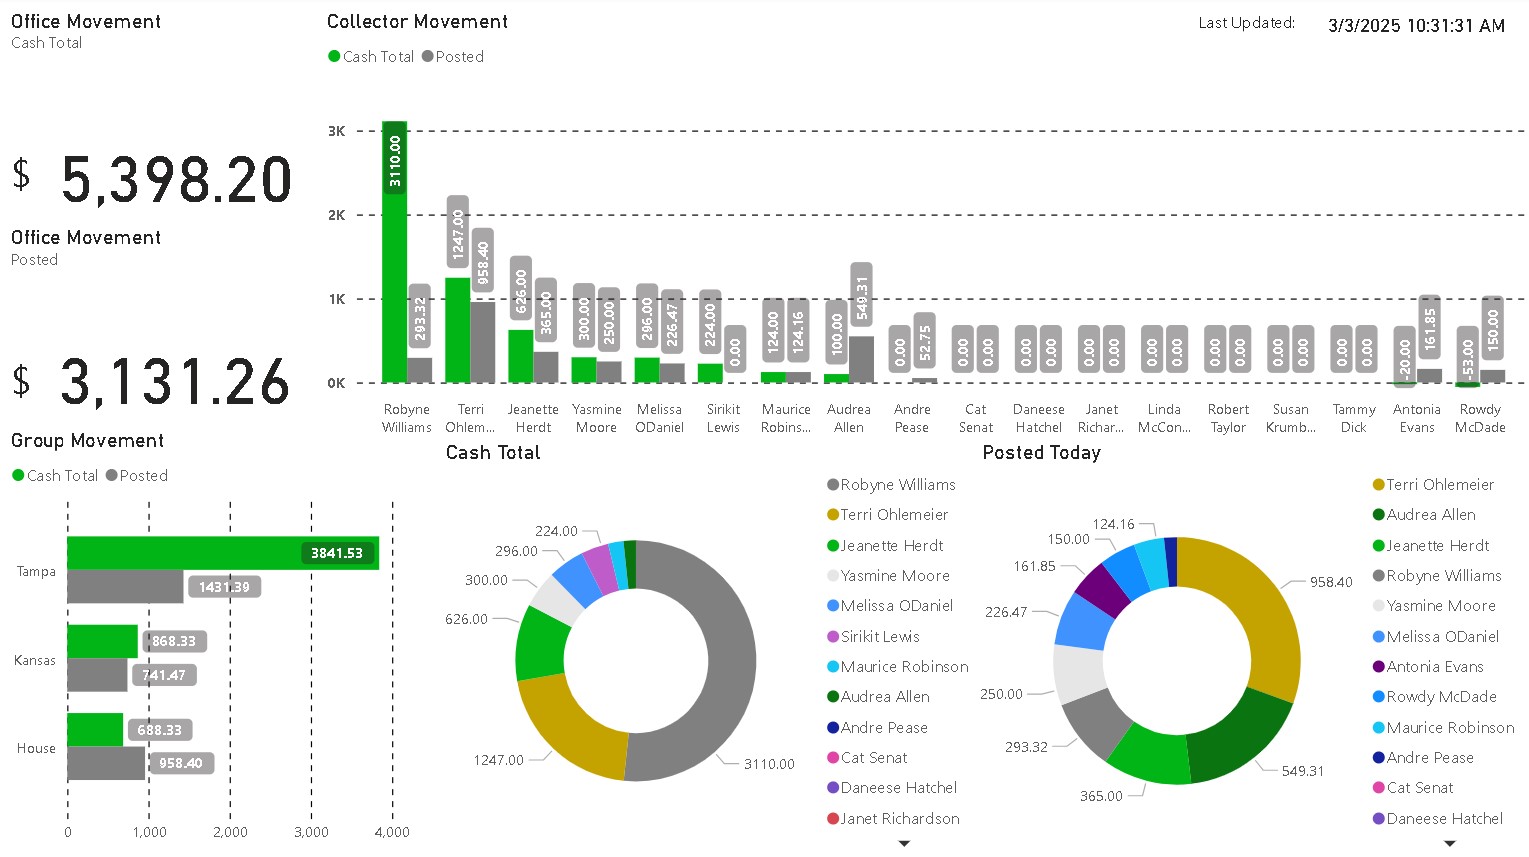 Office Movement
Cash Total
$ 5,398.20
Office Movement
Posted
$ 3,131.26
Collector Movement
Cash Total Posted
Last Updated: 3/3/2025 10:31:31 AM
3K
2K
1K
0K
3110.00
293.32
1247.00
958.40
626.00
365.00
300.00
250.00
296.00
226.47
224.00
0.00
124.00
124.16
100.00
549.31
0.00
52.75
0.00
0.00
0.00
0.00
0.00
0.00
0.00
0.00
0.00
0.00
0.00
0.00
0.00
0.00
-20.00
161.85
-53.00
150.00
Robyne Williams
Terri Ohlem...
Jeanette Herdt
Yasmine Moore
Melissa ODaniel
Sirikit Lewis
Maurice Robins...
Audrea Allen
Andre Pease
Cat Senat
Daneese Hatchel
Janet Richar...
Linda McCon...
Robert Taylor
Susan Krumb...
Tammy Dick
Antonia Evans
Rowdy McDade
Group Movement
Cash Total Posted
Tampa
3841.53
1431.39
Kansas
868.33
741.47
House
688.33
958.40
0 1,000 2,000 3,000 4,000
Cash Total
224.00
296.00
300.00
626.00
1247.00
3110.00
Robyne Williams
Terri Ohlemeier
Jeanette Herdt
Yasmine Moore
Melissa ODaniel
Sirikit Lewis
Maurice Robinson
Audrea Allen
Andre Pease
Cat Senat
Daneese Hatchel
Janet Richardson
Posted Today
124.16
150.00
161.85
226.47
250.00
293.32
365.00
549.31
958.40
Terri Ohlemeier
Audrea Allen
Jeanette Herdt
Robyne Williams
Yasmine Moore
Melissa ODaniel
Antonia Evans
Rowdy McDade
Maurice Robinson
Andre Pease
Cat Senat
Daneese Hatchel